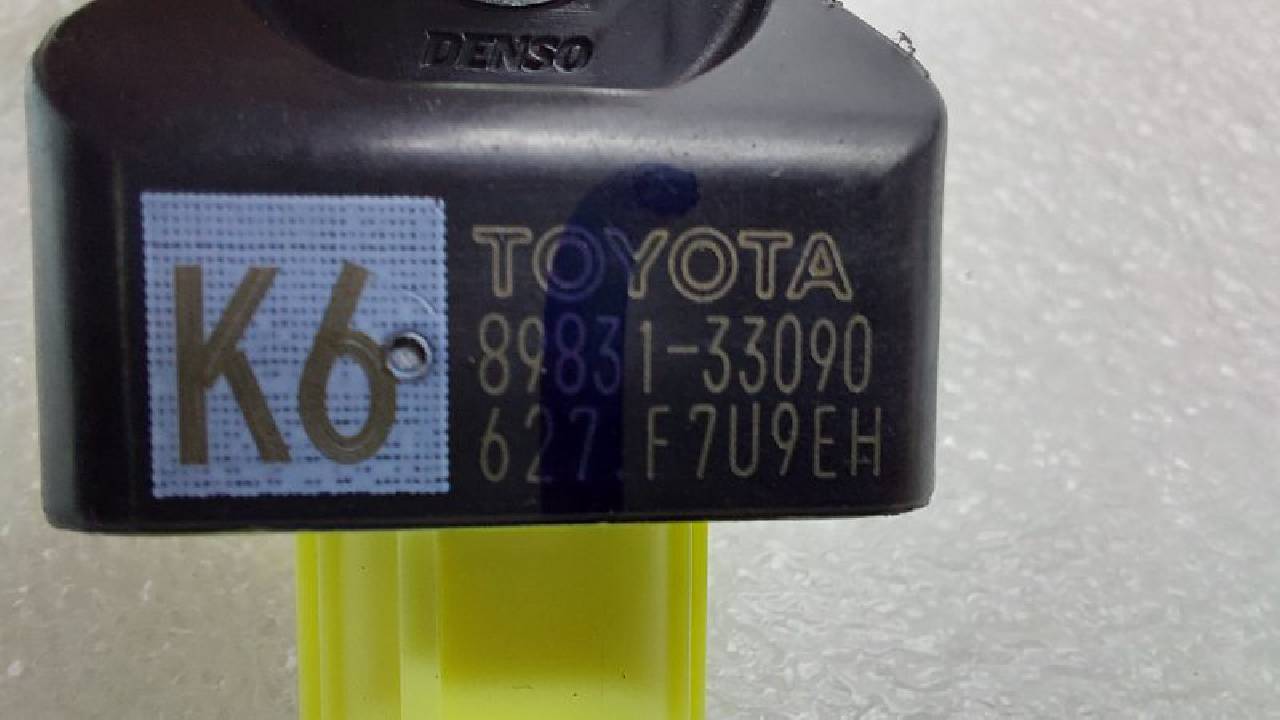 DENSO
K6
TOYOTA
89831-33090
627 F7U9EH